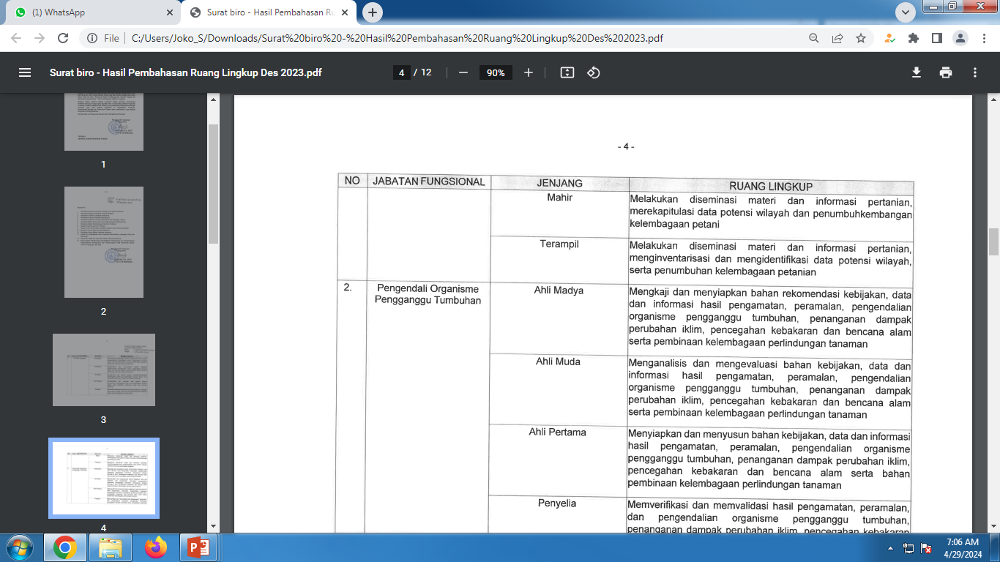 (1) WhatsApp
Surat biro - Hasil Pembahasan Ru
File
C:/Users/Joko_S/Downloads/Surat%20biro%20-%20Hasil%20Pembahasan%20Ruang%20Lingkup%20Des%202023.pdf
Surat biro - Hasil Pembahasan Ruang Lingkup Des 2023.pdf
4 / 12
90%
1
2
3
4
- 4 -
NO JABATAN FUNGSIONAL JENJANG RUANG LINGKUP
Mahir
Melakukan diseminasi materi dan informasi pertanian,
merekapitulasi data potensi wilayah dan penumbuhkembangan
kelembagaan petani
Terampil
Melakukan diseminasi materi dan informasi pertanian,
menginventarisasi dan mengidentifikasi data potensi wilayah,
serta penumbuhan kelembagaan petanian
2.
Pengendali Organisme
Pengganggu Tumbuhan
Ahli Madya
Mengkaji dan menyiapkan bahan rekomendasi kebijakan, data
dan informasi hasil pengamatan, peramalan, pengendalian
organisme pengganggu tumbuhan, penanganan dampak
perubahan iklim, pencegahan kebakaran dan bencana alam
serta pembinaan kelembagaan perlindungan tanaman
Ahli Muda
Menganalisis dan mengevaluasi bahan kebijakan, data dan
informasi hasil pengamatan, peramalan, pengendalian
organisme pengganggu tumbuhan, penanganan dampak
perubahan iklim, pencegahan kebakaran dan bencana alam
serta pembinaan kelembagaan perlindungan tanaman
Ahli Pertama
Menyiapkan dan menyusun bahan kebijakan, data dan informasi
hasil pengamatan, peramalan, pengendalian organisme
pengganggu tumbuhan, penanganan dampak perubahan iklim,
pencegahan kebakaran dan bencana alam serta bahan
pembinaan kelembagaan perlindungan tanaman
Penyelia
Memverifikasi dan memvalidasi hasil pengamatan, peramalan,
dan pengendalian organisme pengganggu tumbuhan,
penanganan dampak perubahan iklim, pencegahan kebakaran
7:06 AM
4/29/2024